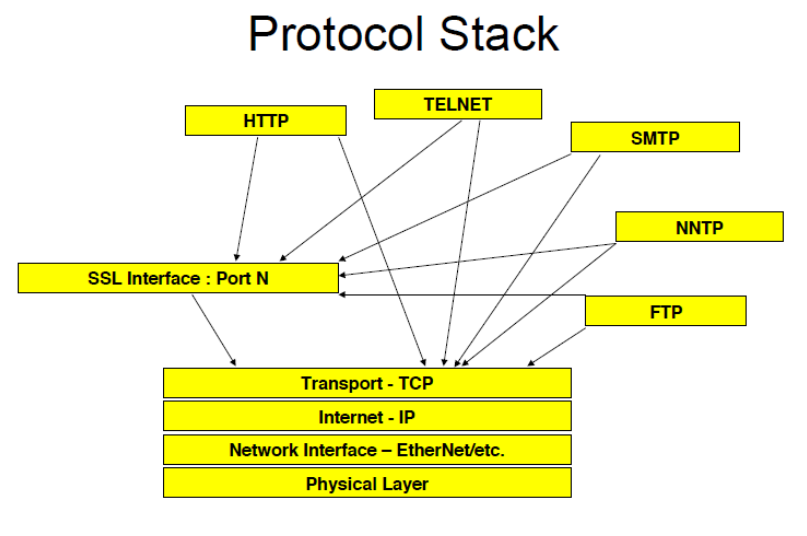 Protocol Stack
HTTP
TELNET
SMTP
NNTP
SSL Interface : Port N
FTP
Transport - TCP
Internet - IP
Network Interface – EtherNet/etc.
Physical Layer